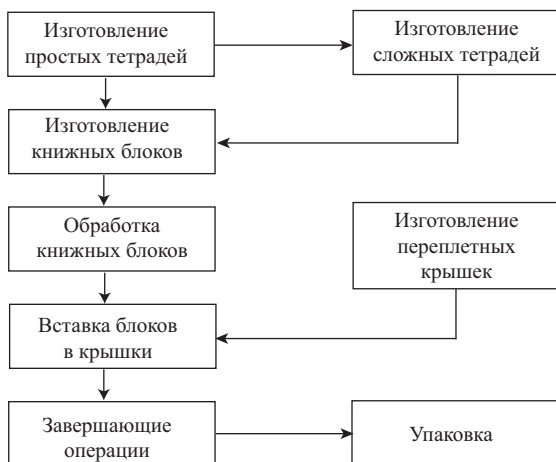 Изготовление
простых тетрадей
Изготовление
сложных тетрадей
Изготовление
книжных блоков
Обработка
книжных блоков
Изготовление
переплетных
крышек
Вставка блоков
в крышки
Завершающие
операции
Упаковка